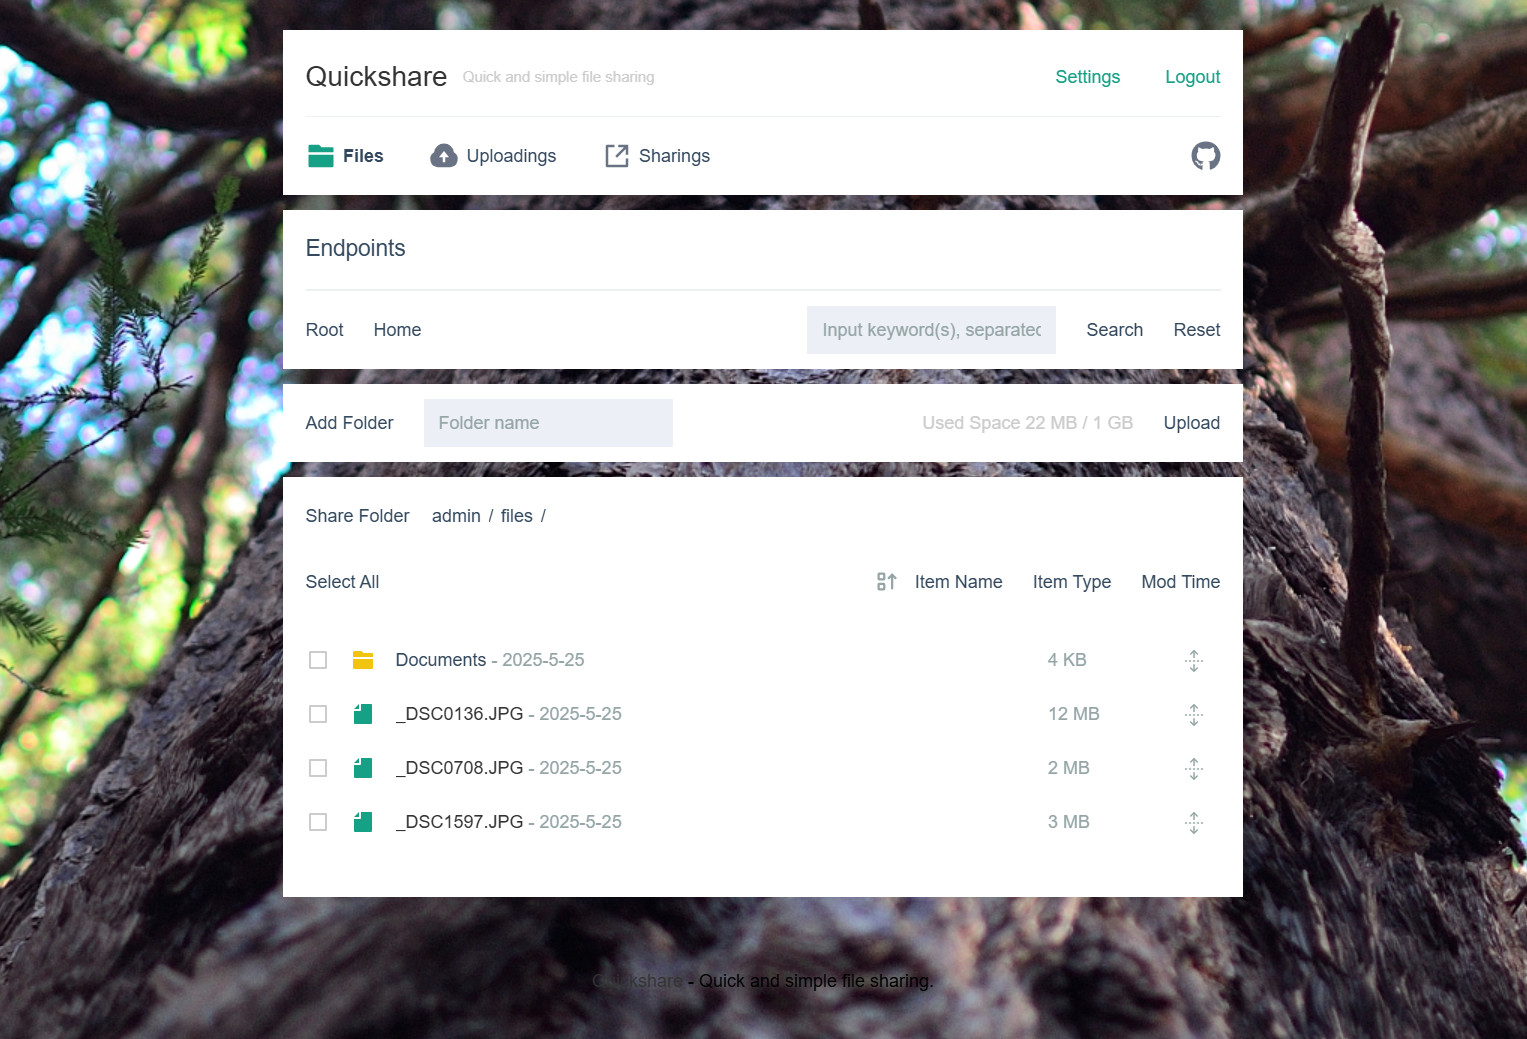 Quickshare Quick and simple file sharing Settings Logout
Files Uploadings Sharings
Endpoints
Root Home Input keyword(s), separated Search Reset
Add Folder Folder name Used Space 22 MB / 1 GB Upload
Share Folder admin / files /
Select All Item Name Item Type Mod Time
Documents - 2025-5-25 4 KB
_DSC0136.JPG - 2025-5-25 12 MB
_DSC0708.JPG - 2025-5-25 2 MB
_DSC1597.JPG - 2025-5-25 3 MB
Quickshare - Quick and simple file sharing.